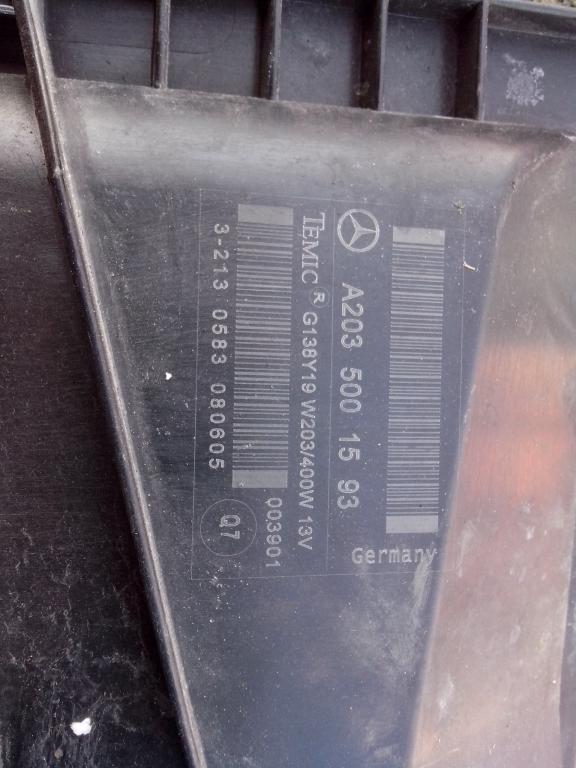 A203 500 15 93
Germany
TEMIC® G138Y19 W203/400W 13V
003901
3-213 0583 080605
Q7